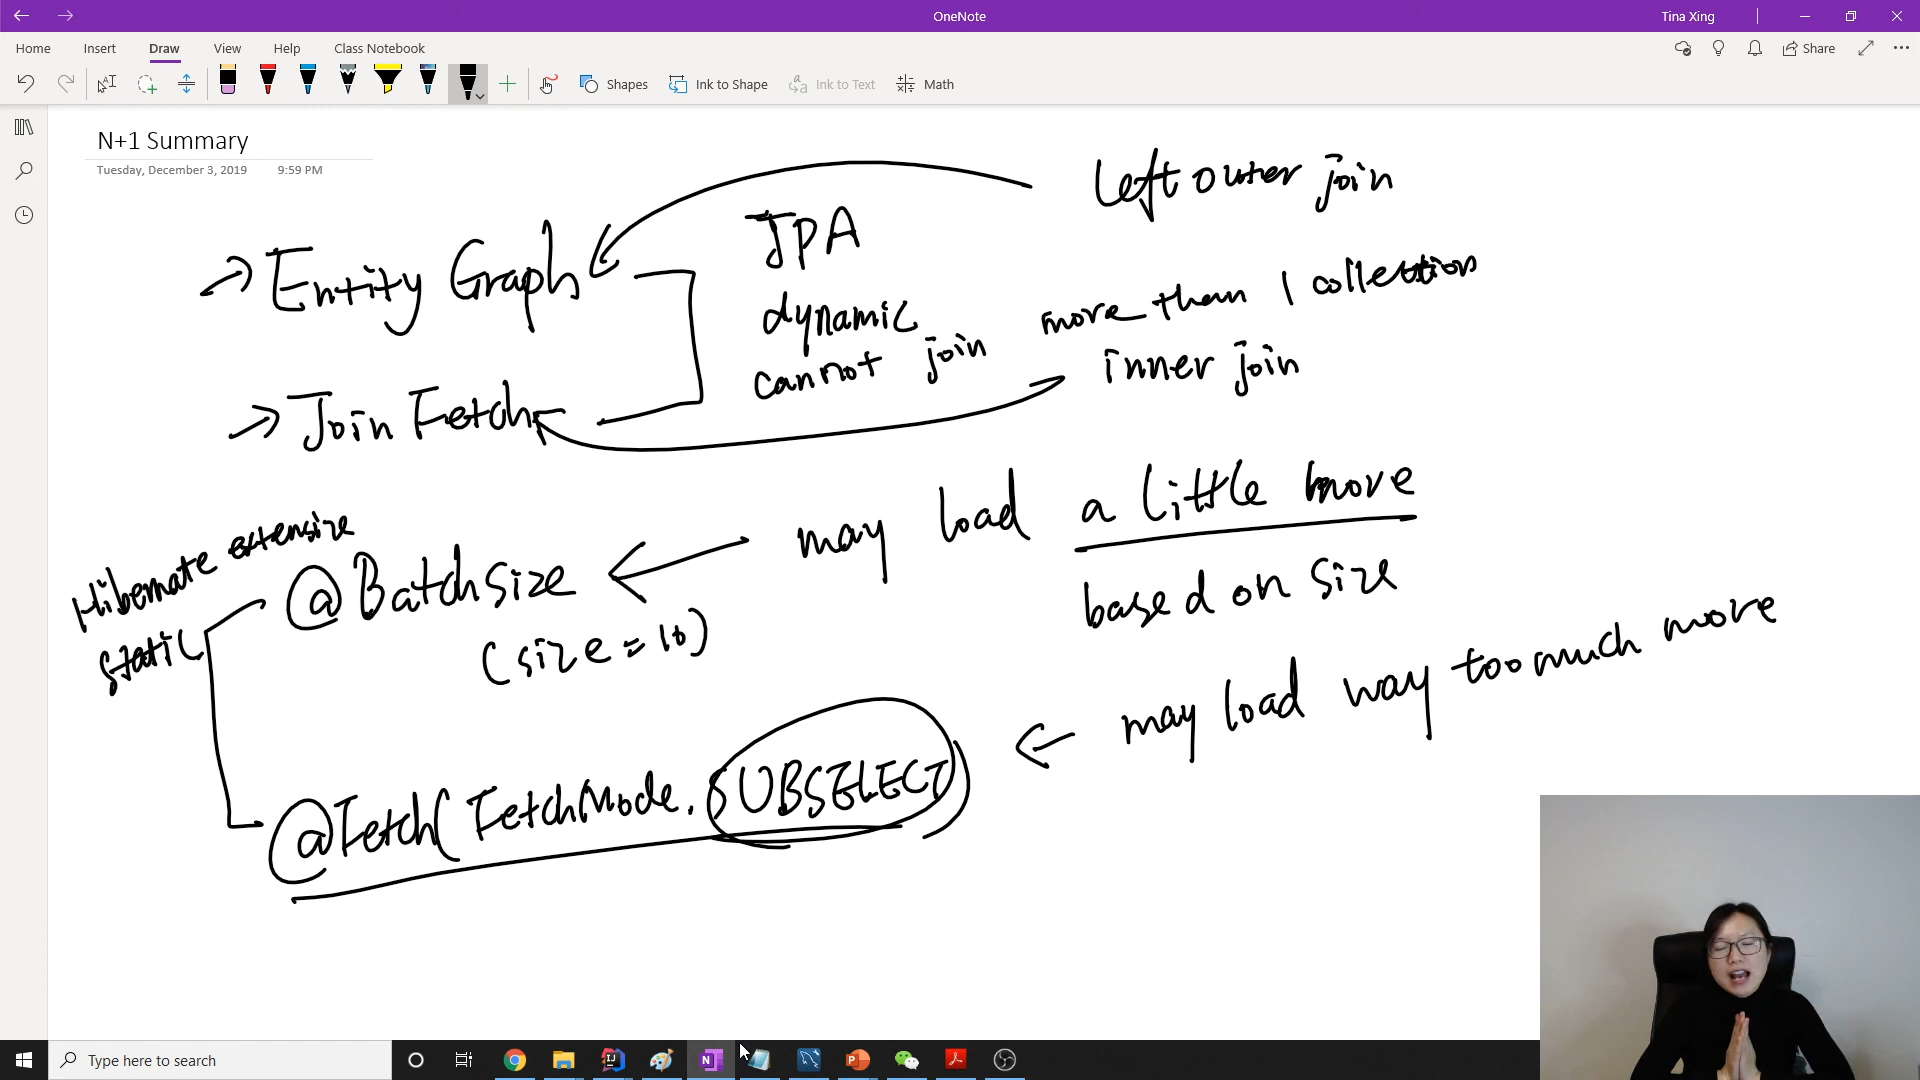 OneNote
Tina Xing
Home Insert Draw View Help Class Notebook
Share
Shapes Ink to Shape Ink to Text Math
N+1 Summary
Tuesday, December 3, 2019 9:59 PM
Left outer join
JPA
Entity Graph
dynamic
cannot join more than 1 collection
inner join
Join Fetch
may load a little more
based on size
Hibernate extensize
static
@BatchSize
(size = 10)
may load way too much more
@Fetch(FetchMode.SUBSELECT)
Type here to search